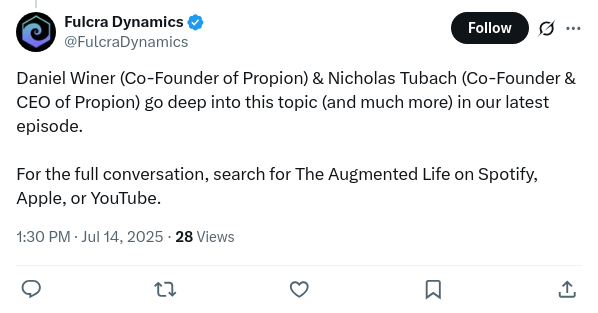 Fulcra Dynamics
@FulcraDynamics
Follow
Daniel Winer (Co-Founder of Propion) & Nicholas Tubach (Co-Founder &
CEO of Propion) go deep into this topic (and much more) in our latest
episode.
For the full conversation, search for The Augmented Life on Spotify,
Apple, or YouTube.
1:30 PM · Jul 14, 2025 · 28 Views